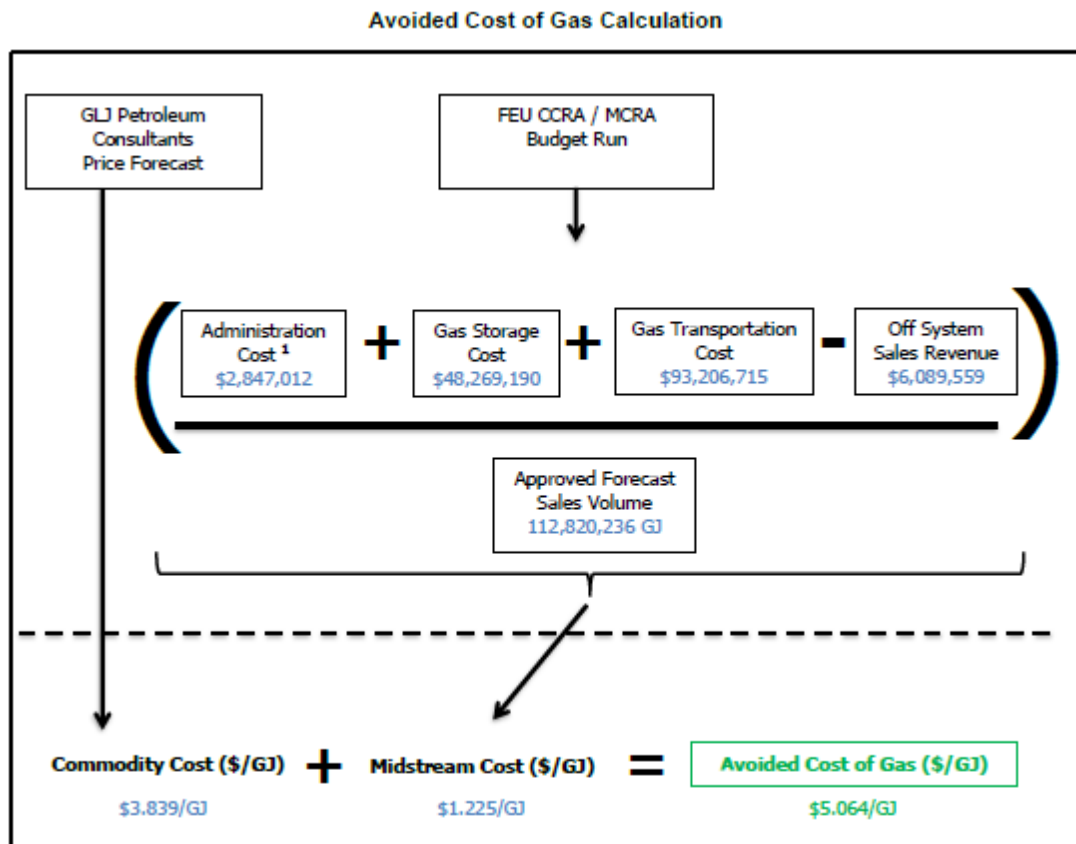 Avoided Cost of Gas Calculation
GLJ Petroleum
Consultants
Price Forecast
FEU CCRA / MCRA
Budget Run
(
Administration
Cost ¹
$2,847,012
+
Gas Storage
Cost
$48,269,190
+
Gas Transportation
Cost
$93,206,715
-
Off System
Sales Revenue
$6,089,559
)
Approved Forecast
Sales Volume
112,820,236 GJ
Commodity Cost ($/GJ)
$3.839/GJ
+
Midstream Cost ($/GJ)
$1.225/GJ
=
Avoided Cost of Gas ($/GJ)
$5.064/GJ